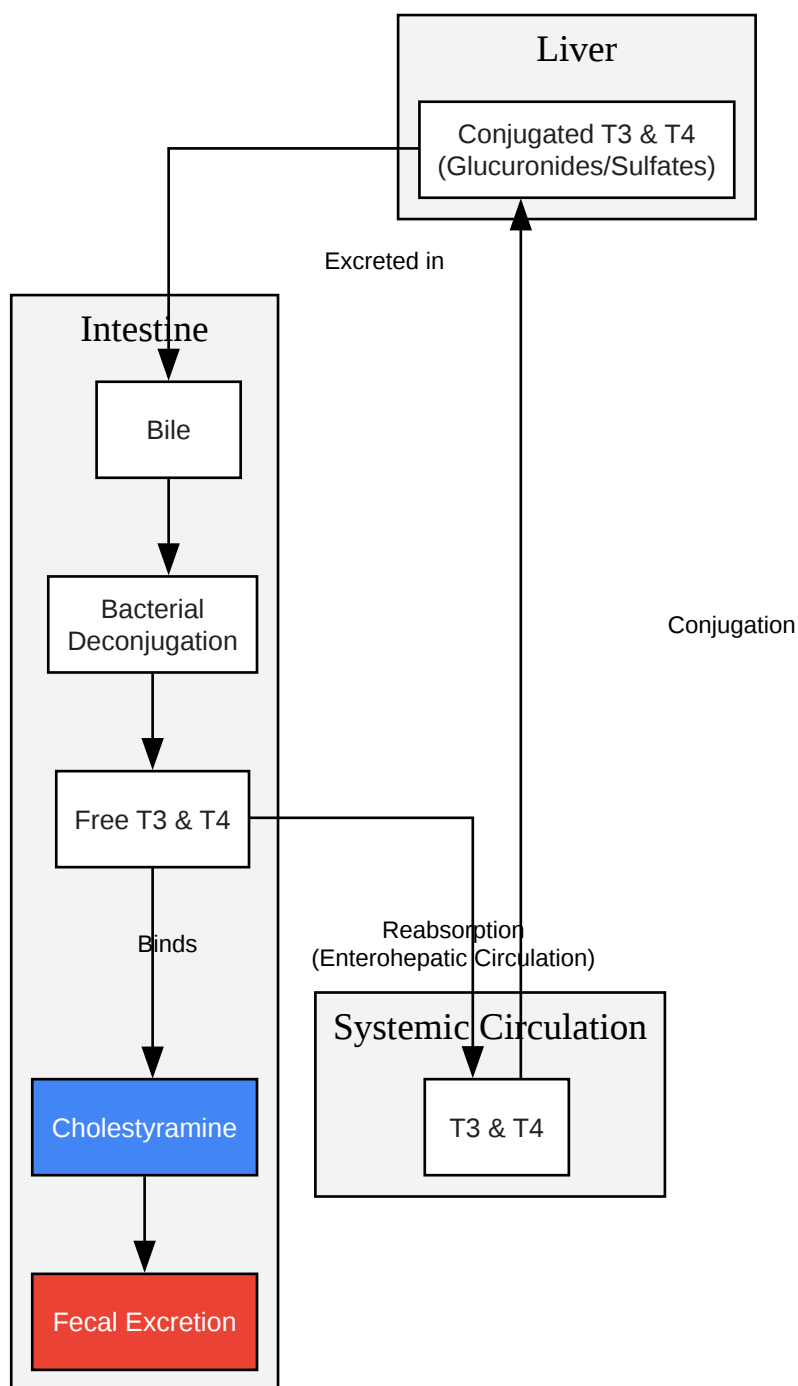 Liver
Conjugated T3 & T4
(Glucuronides/Sulfates)
Excreted in
Intestine
Bile
Bacterial
Deconjugation
Conjugation
Free T3 & T4
Binds
Reabsorption
(Enterohepatic Circulation)
Systemic Circulation
Cholestyramine
T3 & T4
Fecal Excretion